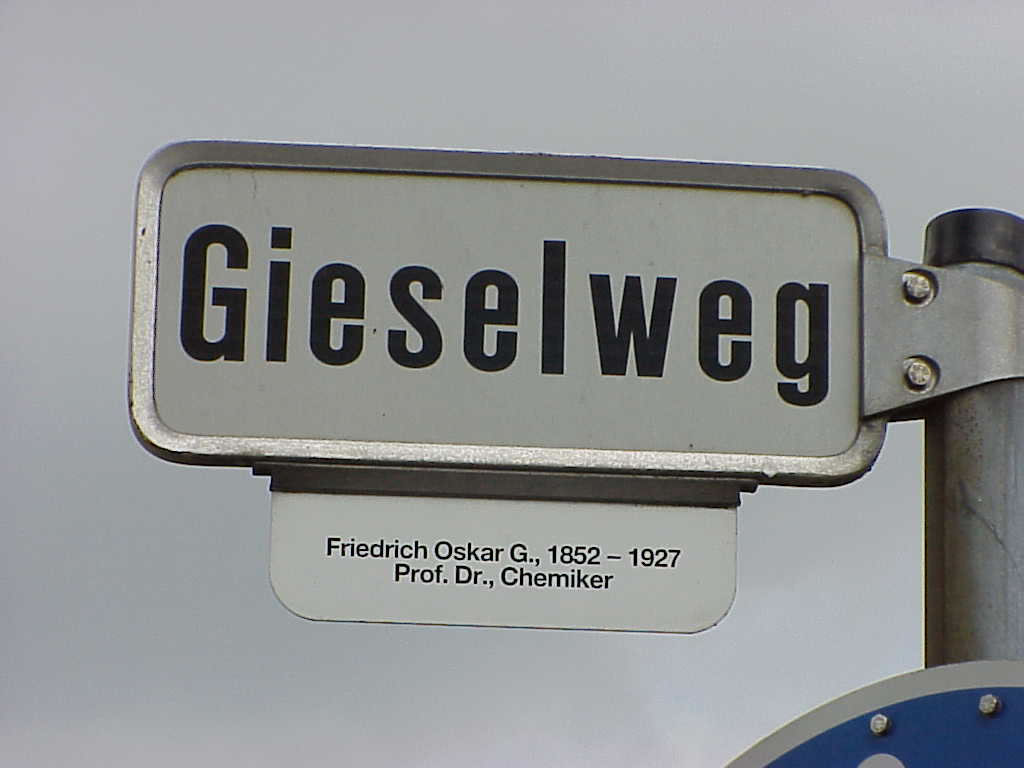 Gieselweg
Friedrich Oskar G., 1852 – 1927
Prof. Dr., Chemiker